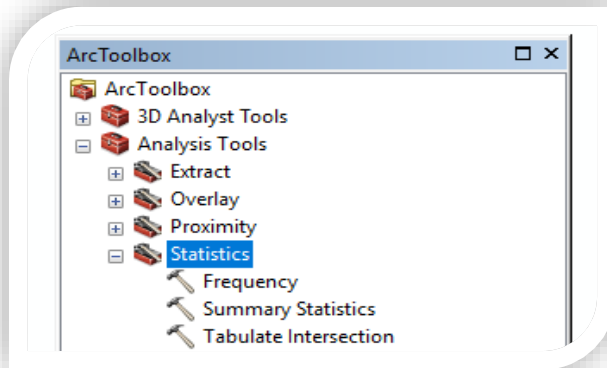 ArcToolbox
ArcToolbox
3D Analyst Tools
Analysis Tools
Extract
Overlay
Proximity
Statistics
Frequency
Summary Statistics
Tabulate Intersection